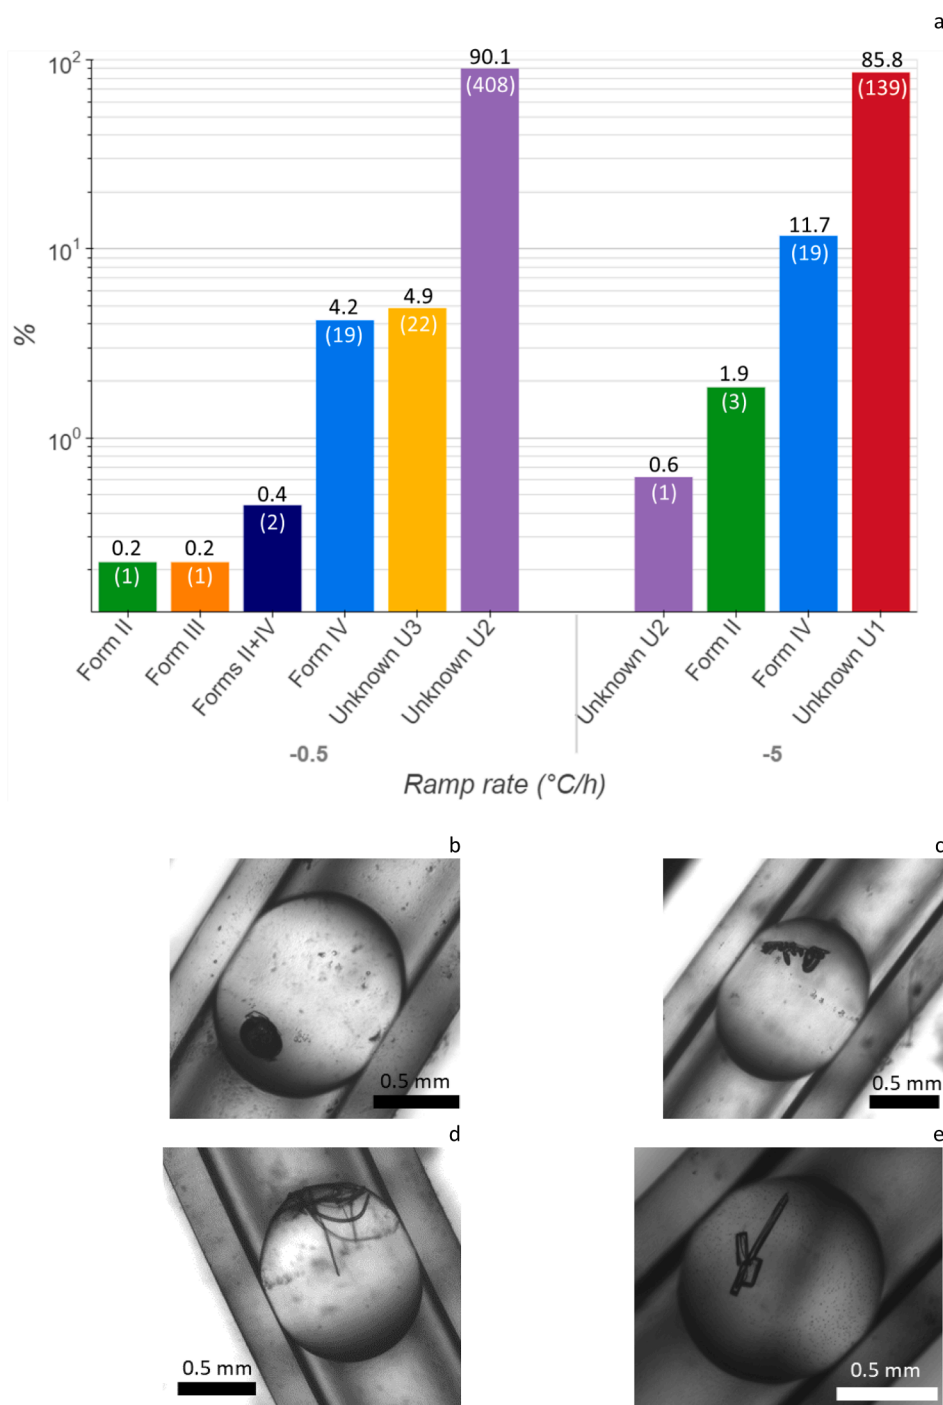 a
10²
90.1
(408)
85.8
(139)
10¹
11.7
(19)
4.2
(19)
4.9
(22)
%
1.9
(3)
10⁰
0.6
(1)
0.4
(2)
0.2
(1)
0.2
(1)
Form II
Form III
Forms II+IV
Form IV
Unknown U3
Unknown U2
Unknown U2
Form II
Form IV
Unknown U1
-0.5
-5
Ramp rate (°C/h)
b
0.5 mm
c
0.5 mm
d
0.5 mm
e
0.5 mm